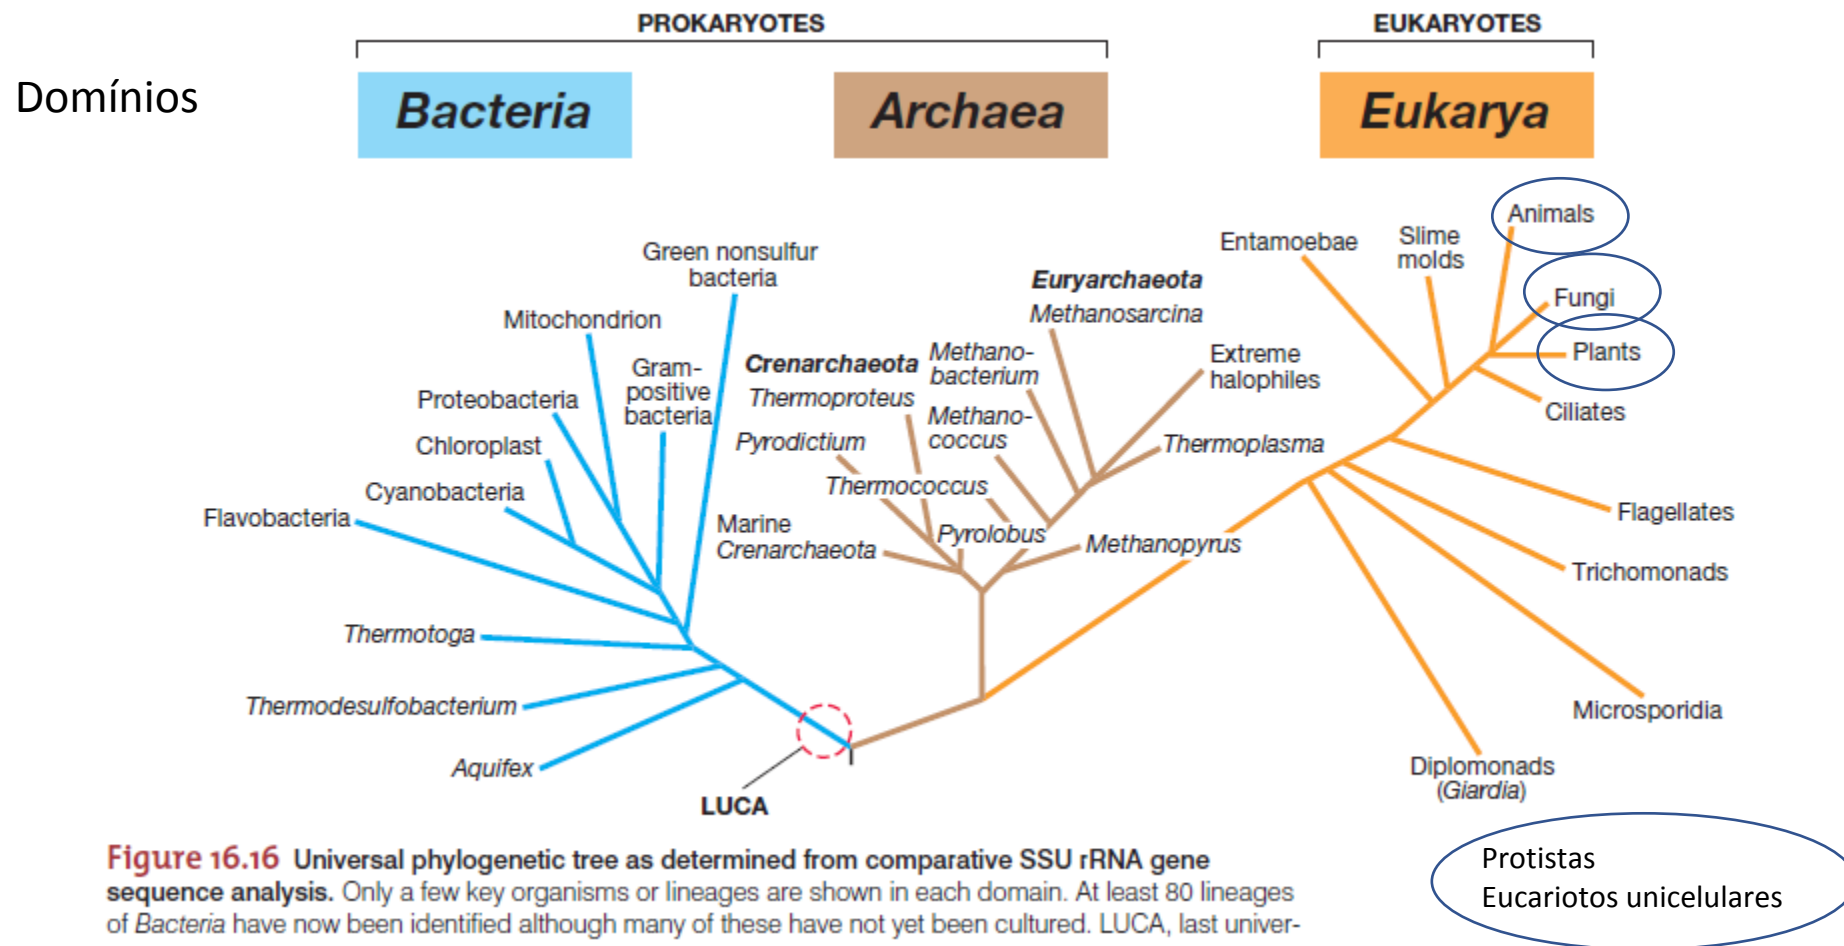 PROKARYOTES
EUKARYOTES
Domínios
Bacteria
Archaea
Eukarya
Green nonsulfur
bacteria
Mitochondrion
Gram-
positive
bacteria
Proteobacteria
Chloroplast
Cyanobacteria
Flavobacteria
Thermotoga
Thermodesulfobacterium
Aquifex
LUCA
Crenarchaeota
Thermoproteus
Pyrodictium
Thermococcus
Marine
Crenarchaeota
Pyrolobus
Euryarchaeota
Methanosarcina
Methano-
bacterium
Methano-
coccus
Extreme
halophiles
Thermoplasma
Methanopyrus
Entamoebae
Slime
molds
Animals
Fungi
Plants
Ciliates
Flagellates
Trichomonads
Microsporidia
Diplomonads
(Giardia)
Protistas
Eucariotos unicelulares
Figure 16.16 Universal phylogenetic tree as determined from comparative SSU rRNA gene
sequence analysis. Only a few key organisms or lineages are shown in each domain. At least 80 lineages
of Bacteria have now been identified although many of these have not yet been cultured. LUCA, last univer-